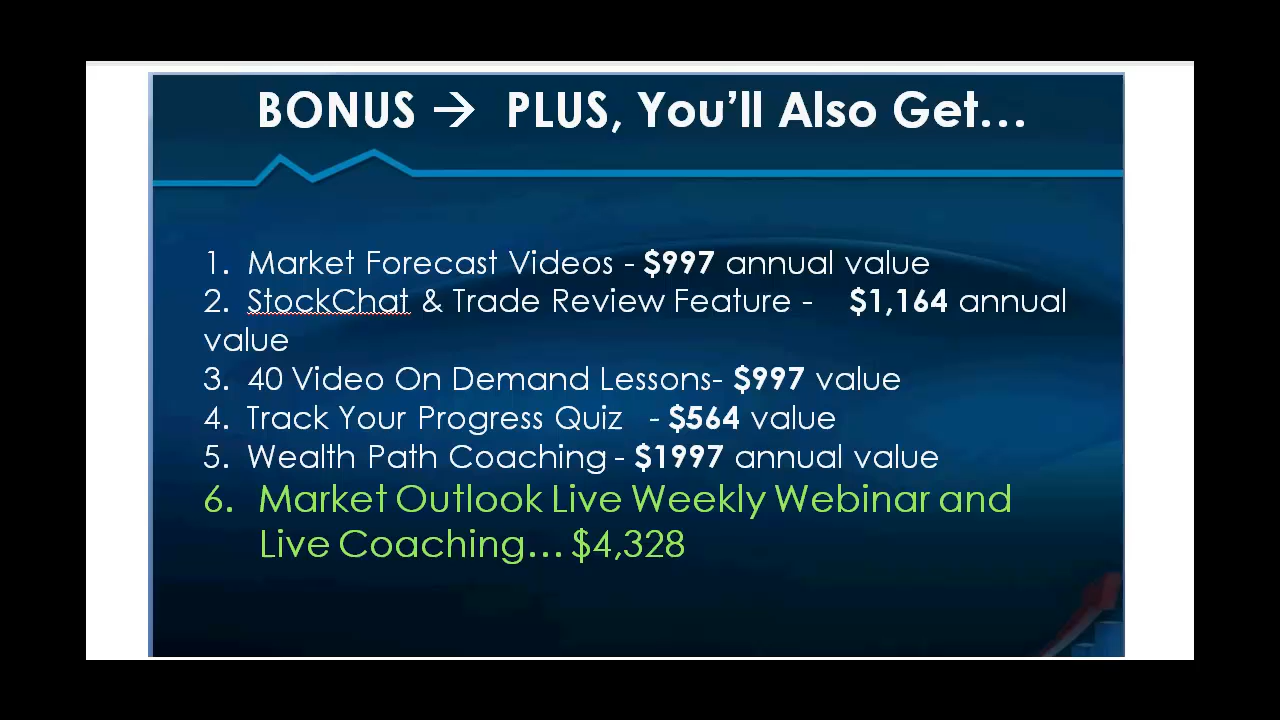 BONUS → PLUS, You’ll Also Get…
1. Market Forecast Videos - $997 annual value
2. StockChat & Trade Review Feature - $1,164 annual
value
3. 40 Video On Demand Lessons- $997 value
4. Track Your Progress Quiz - $564 value
5. Wealth Path Coaching - $1997 annual value
6. Market Outlook Live Weekly Webinar and
Live Coaching… $4,328